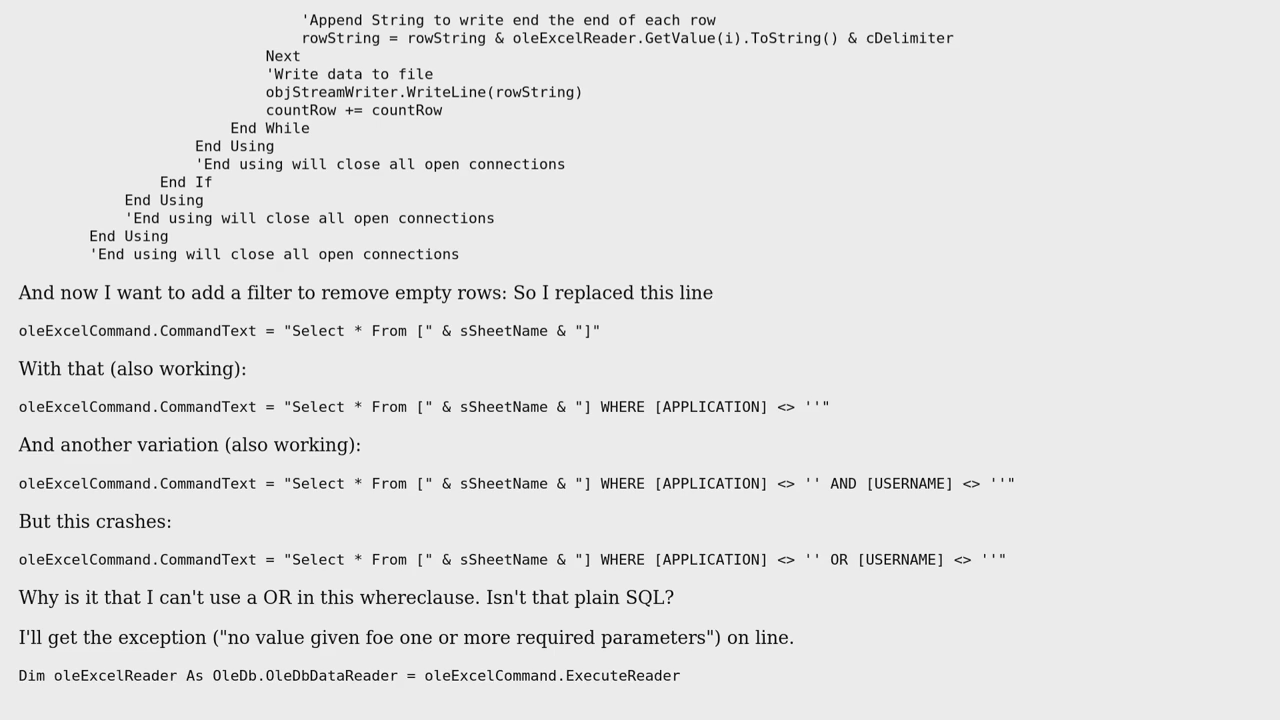 'Append String to write end the end of each row
rowString = rowString & oleExcelReader.GetValue(i).ToString() & cDelimiter
Next
'Write data to file
objStreamWriter.WriteLine(rowString)
countRow += countRow
End While
End Using
'End using will close all open connections
End If
End Using
'End using will close all open connections
End Using
'End using will close all open connections
And now I want to add a filter to remove empty rows: So I replaced this line
oleExcelCommand.CommandText = "Select * From [" & sSheetName & "]"
With that (also working):
oleExcelCommand.CommandText = "Select * From [" & sSheetName & "] WHERE [APPLICATION] <> ''"
And another variation (also working):
oleExcelCommand.CommandText = "Select * From [" & sSheetName & "] WHERE [APPLICATION] <> '' AND [USERNAME] <> ''"
But this crashes:
oleExcelCommand.CommandText = "Select * From [" & sSheetName & "] WHERE [APPLICATION] <> '' OR [USERNAME] <> ''"
Why is it that I can't use a OR in this whereclause. Isn't that plain SQL?
I'll get the exception ("no value given foe one or more required parameters") on line.
Dim oleExcelReader As OleDb.OleDbDataReader = oleExcelCommand.ExecuteReader